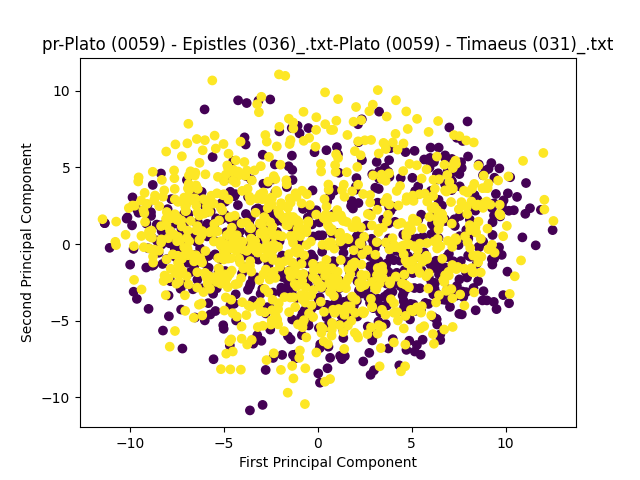 pr-Plato (0059) - Epistles (036)_.txt-Plato (0059) - Timaeus (031)_.txt
10
5
0
−5
−10
Second Principal Component
−10 −5 0 5 10
First Principal Component